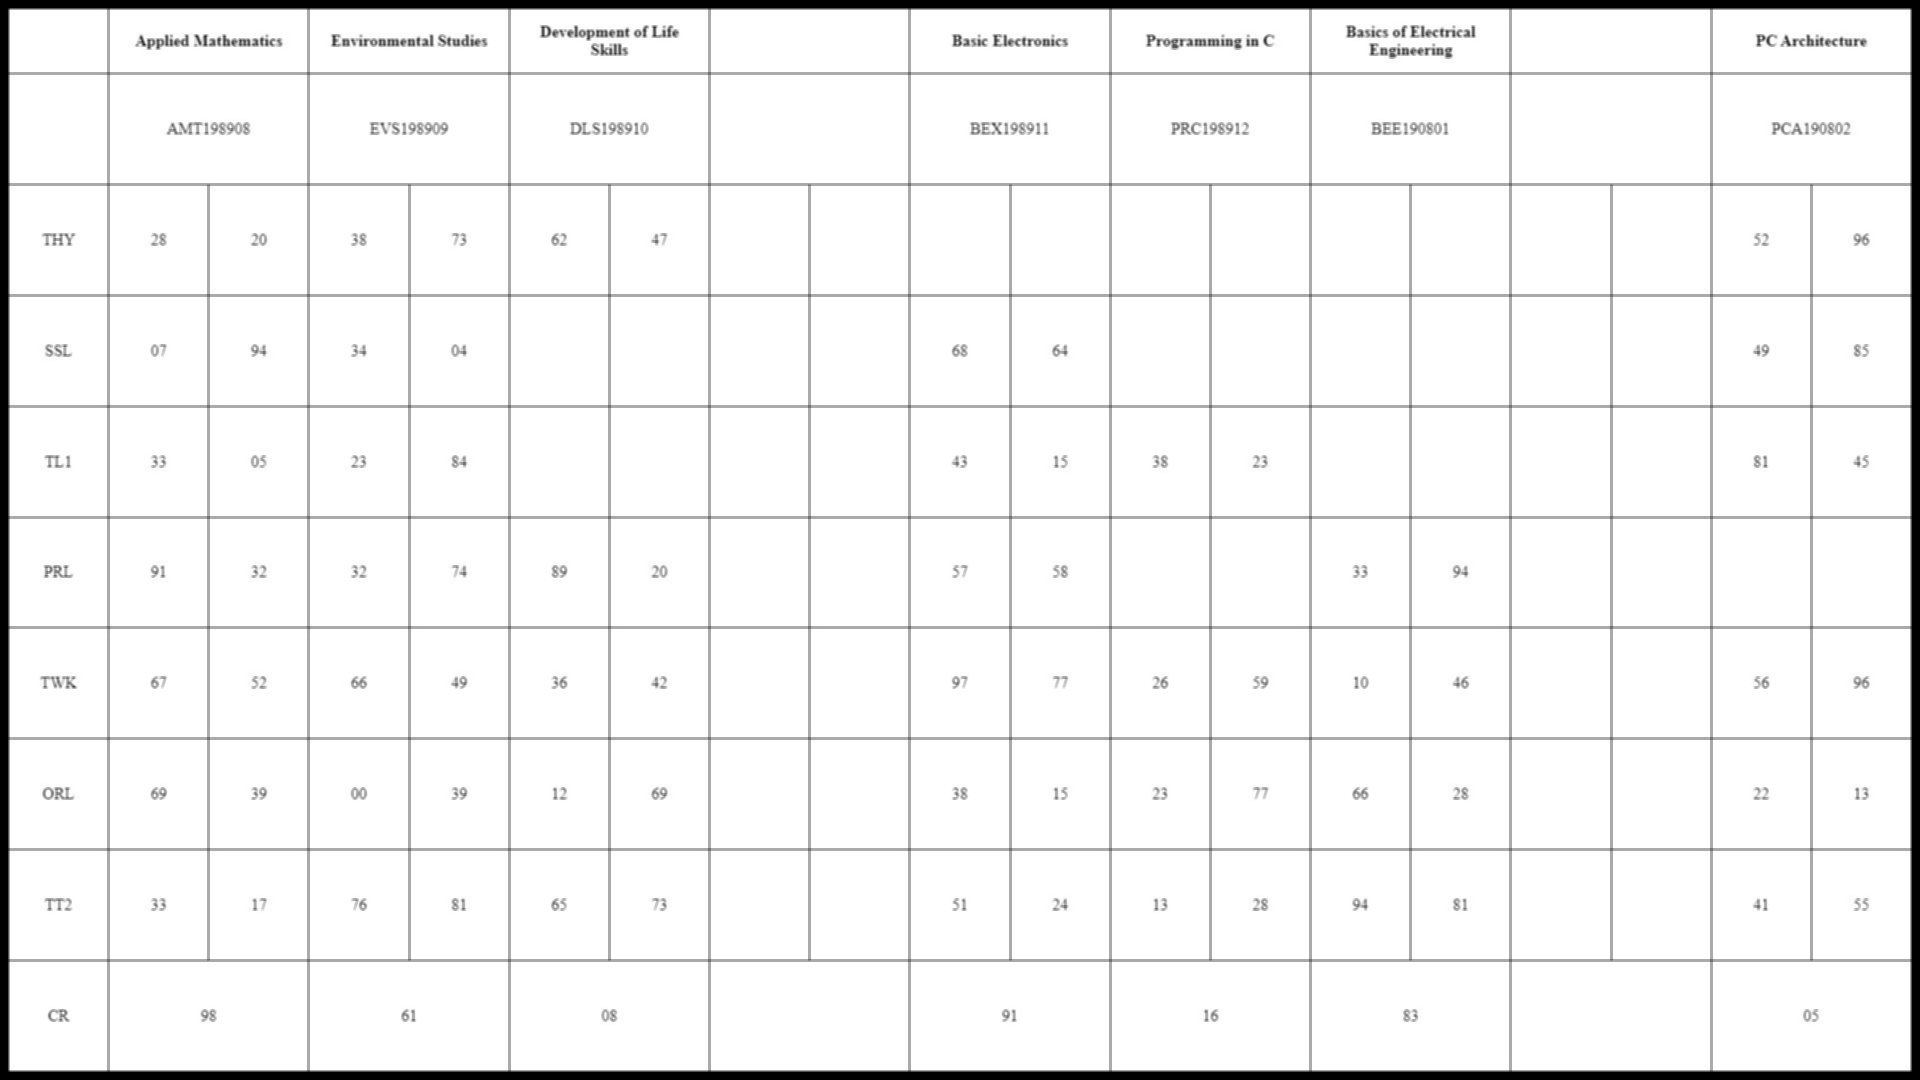 Applied Mathematics Environmental Studies Development of Life Skills Basic Electronics Programming in C Basics of Electrical Engineering PC Architecture
AMT198908 EVS198909 DLS198910 BEX198911 PRC198912 BEE190801 PCA190802
THY 28 20 38 73 62 47 52 96
SSL 07 94 34 04 68 64 49 85
TL1 33 05 23 84 43 15 38 23 81 45
PRL 91 32 32 74 89 20 57 58 33 94
TWK 67 52 66 49 36 42 97 77 26 59 10 46 56 96
ORL 69 39 00 39 12 69 38 15 23 77 66 28 22 13
TT2 33 17 76 81 65 73 51 24 13 28 94 81 41 55
CR 98 61 08 91 16 83 05